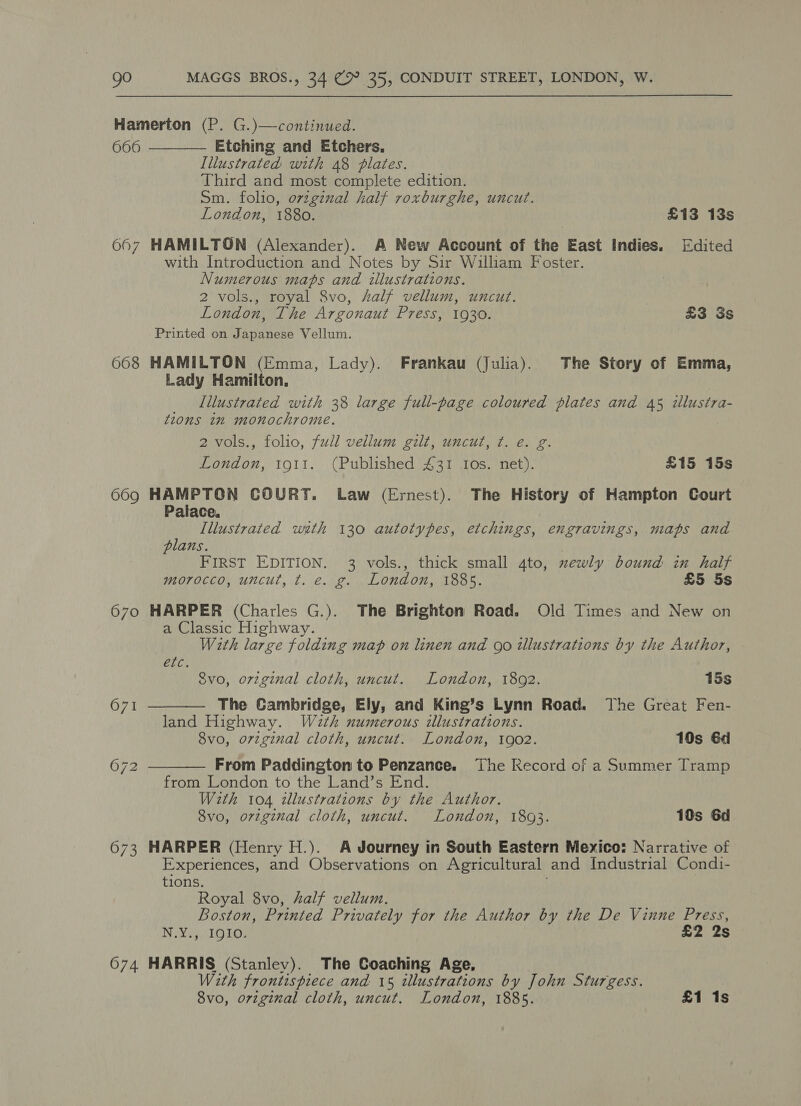 90 MAGGS BROS., 34 & 35, CONDUIT STREET, LONDON, W.
Hamerton (P. G.)—continued.
666 ——— Etching and Etchers.
Illustrated with 48 plates.
Third and most complete edition.
Sm. folio, original half roxburghe, uncut.
London, 1880. £13 13s
667 HAMILTON (Alexander). A New Account of the East Indies. Edited
with Introduction and Notes by Sir William Foster.
Numerous maps and illustrations.
2 vols., royal 8vo, half vellum, uncut.
London, The Argonaut Press, 1930. £3 3s
Printed on Japanese Vellum.
668 HAMILTON (Emma, Lady). Frankau (Julia). The Story of Emma,
Lady Hamilton.
Illustrated with 38 large full-page coloured plates and 45 illustra-
tions in monochrome.
2 vols., folio, full vellum gilt, uncut, t. e. g.
London, 1911. (Published £31 10s. net). £15 15s
669 HAMPTON COURT. Law (Ernest). The History of Hampton Court
Palace.
Illustrated with 130 autotypes, etchings, engravings, maps and
plans.
FIRST EDITION. 3 vols., thick small 4to, newly bound in half
morocco, uncut, t. e. g. London, 1885. £5 5s
670 HARPER (Charles G.). The Brighton Road. Old Times and New on
a Classic Highway.
With large folding map on linen and 90 illustrations by the Author,
etc.
8vo, original cloth, uncut. London, 1892. 15s
671 ——— The Cambridge, Ely, and King's Lynn Road. The Great Fen-
land Highway. With numerous illustrations.
8vo, original cloth, uncut. London, 1902. 10s 6d
672 ——— From Paddington to Penzance. The Record of a Summer Tramp
from London to the Land's End.
With 104 illustrations by the Author.
8vo, original cloth, uncut. London, 1893. 10s 6d
673 HARPER (Henry H.). A Journey in South Eastern Mexico: Narrative of
Experiences, and Observations on Agricultural and Industrial Condi-
tions.
Royal 8vo, half vellum.
Boston, Printed Privately for the Author by the De Vinne Press,
N.Y., 1910. £2 2s
674 HARRIS (Stanley). The Coaching Age.
With frontispiece and 15 illustrations by John Sturgess.
8vo, original cloth, uncut. London, 1885. £1 1s